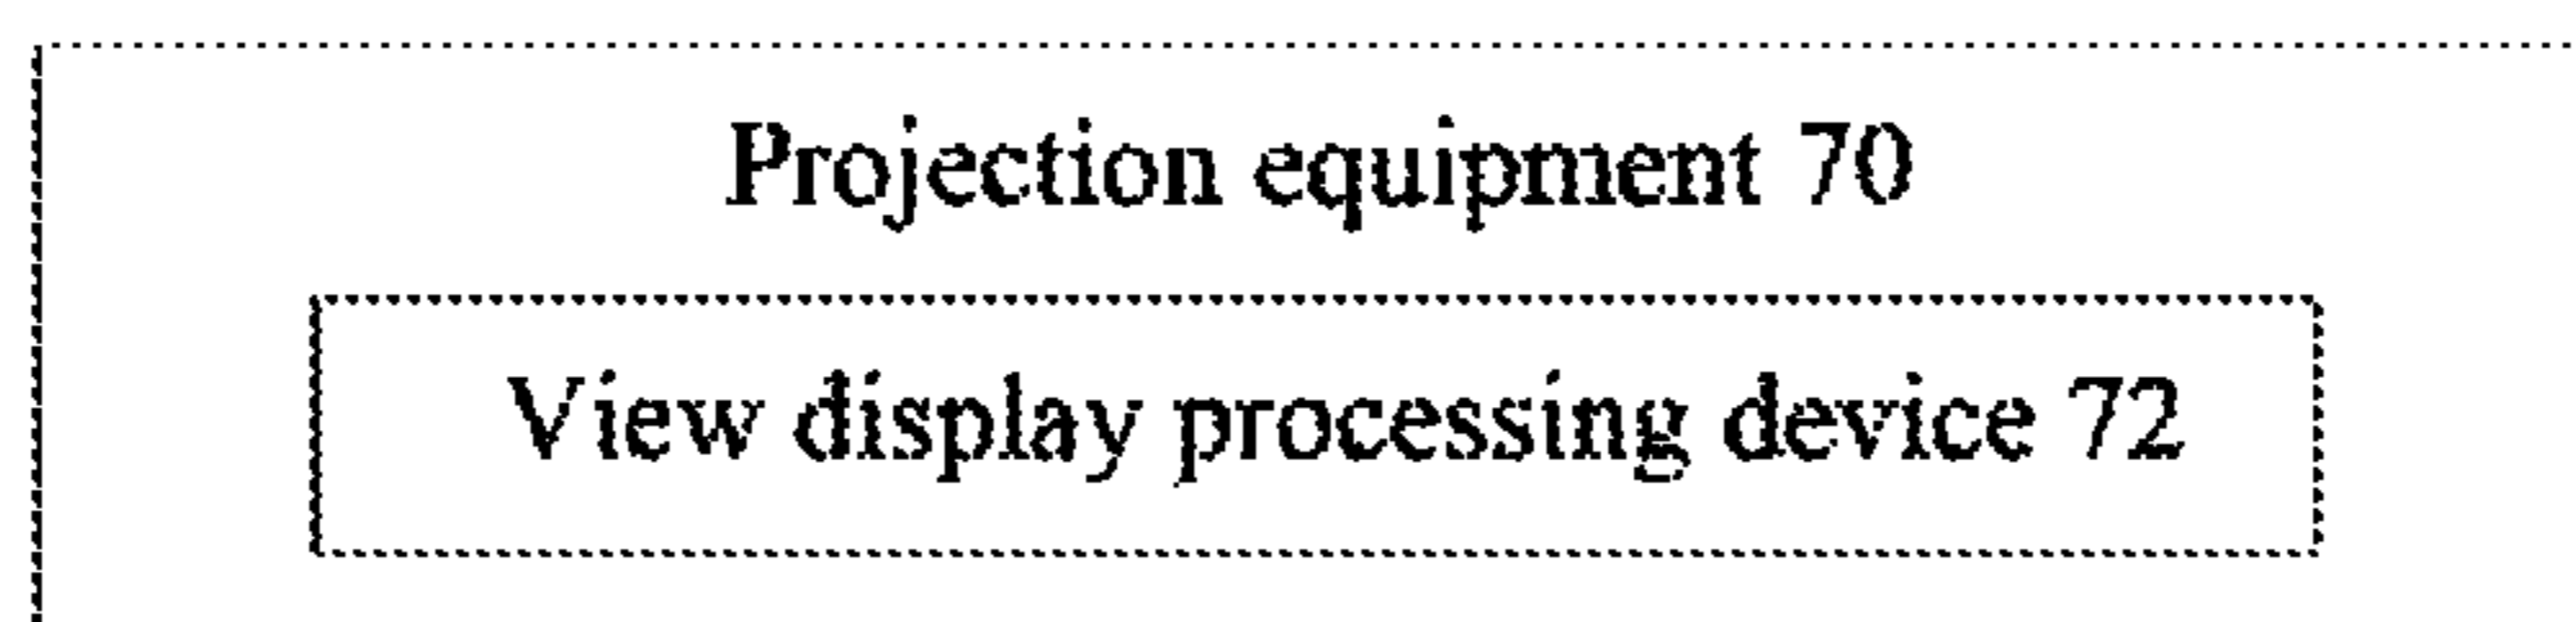 Projection equipment 70
View display processing device 72